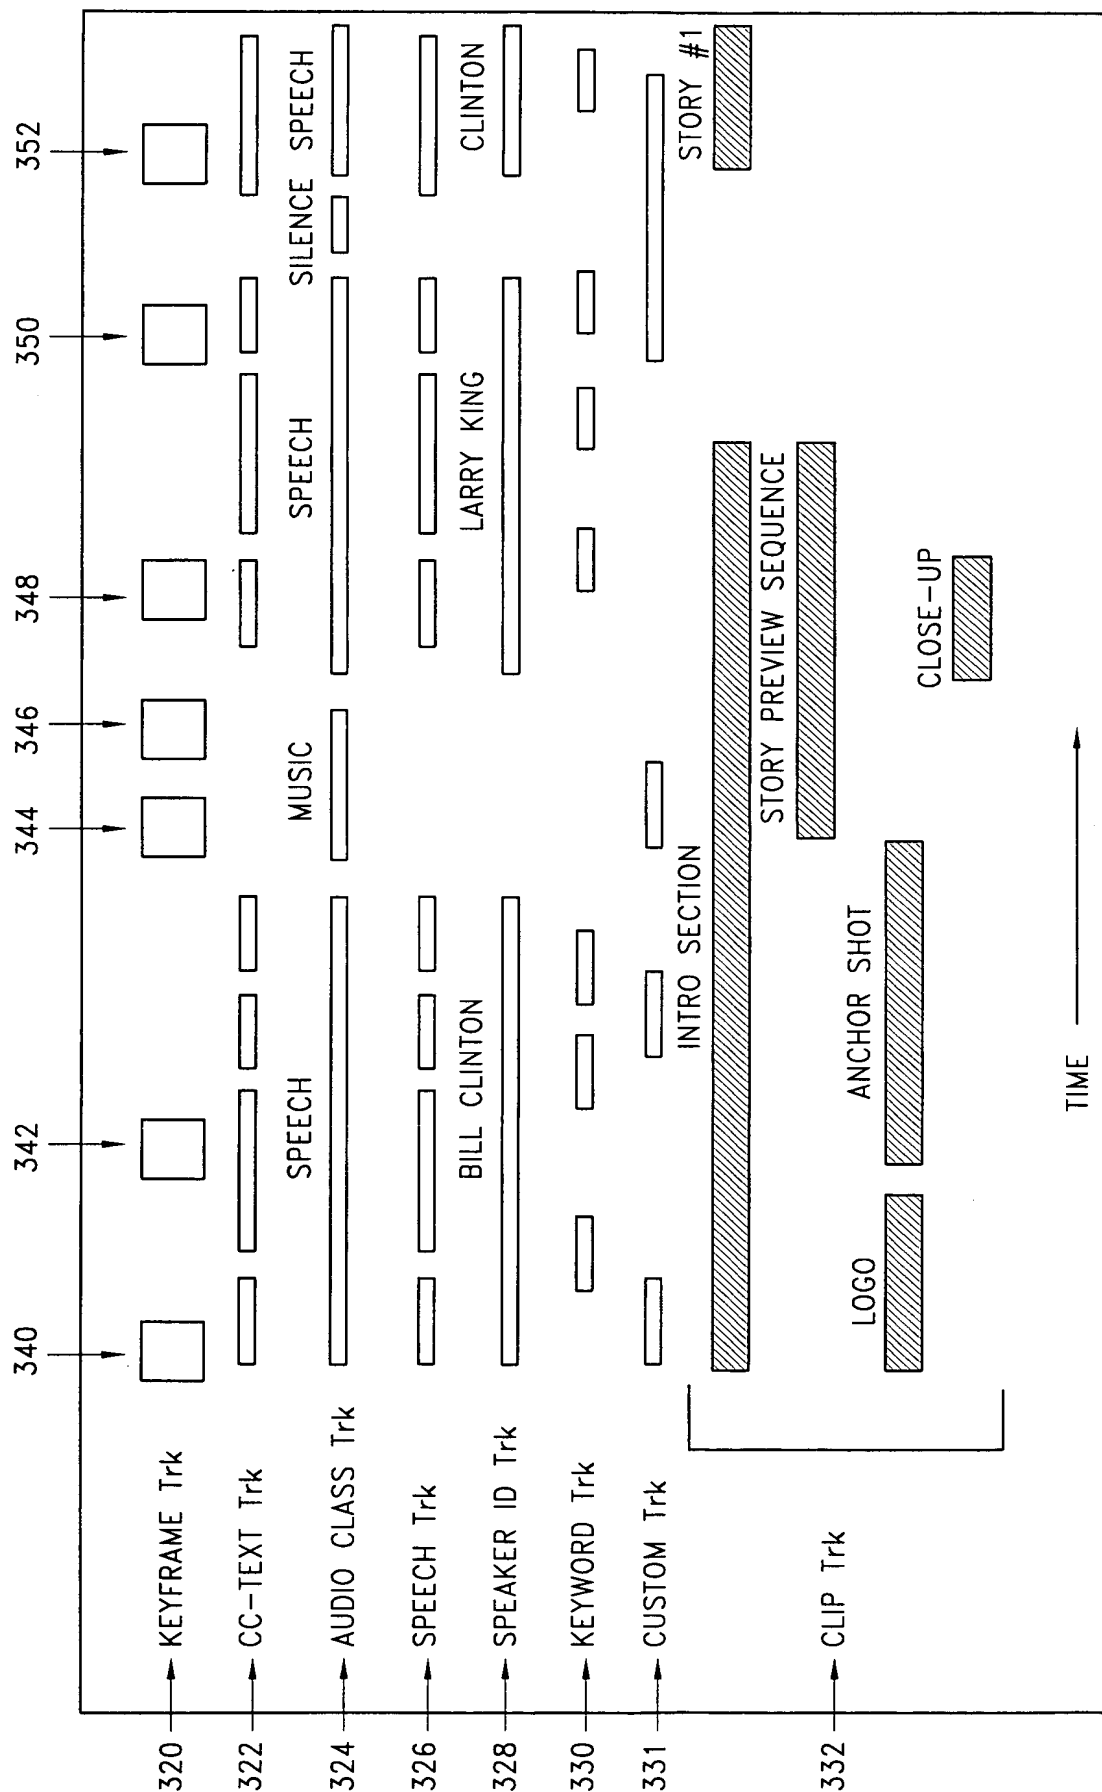 340 342 344 346 348 350 352
320 KEYFRAME Trk
322 CC-TEXT Trk
SPEECH MUSIC SPEECH SILENCE SPEECH
324 AUDIO CLASS Trk
326 SPEECH Trk
BILL CLINTON LARRY KING CLINTON
328 SPEAKER ID Trk
330 KEYWORD Trk
331 CUSTOM Trk
INTRO SECTION STORY #1
STORY PREVIEW SEQUENCE
332 CLIP Trk
LOGO ANCHOR SHOT
CLOSE-UP
TIME